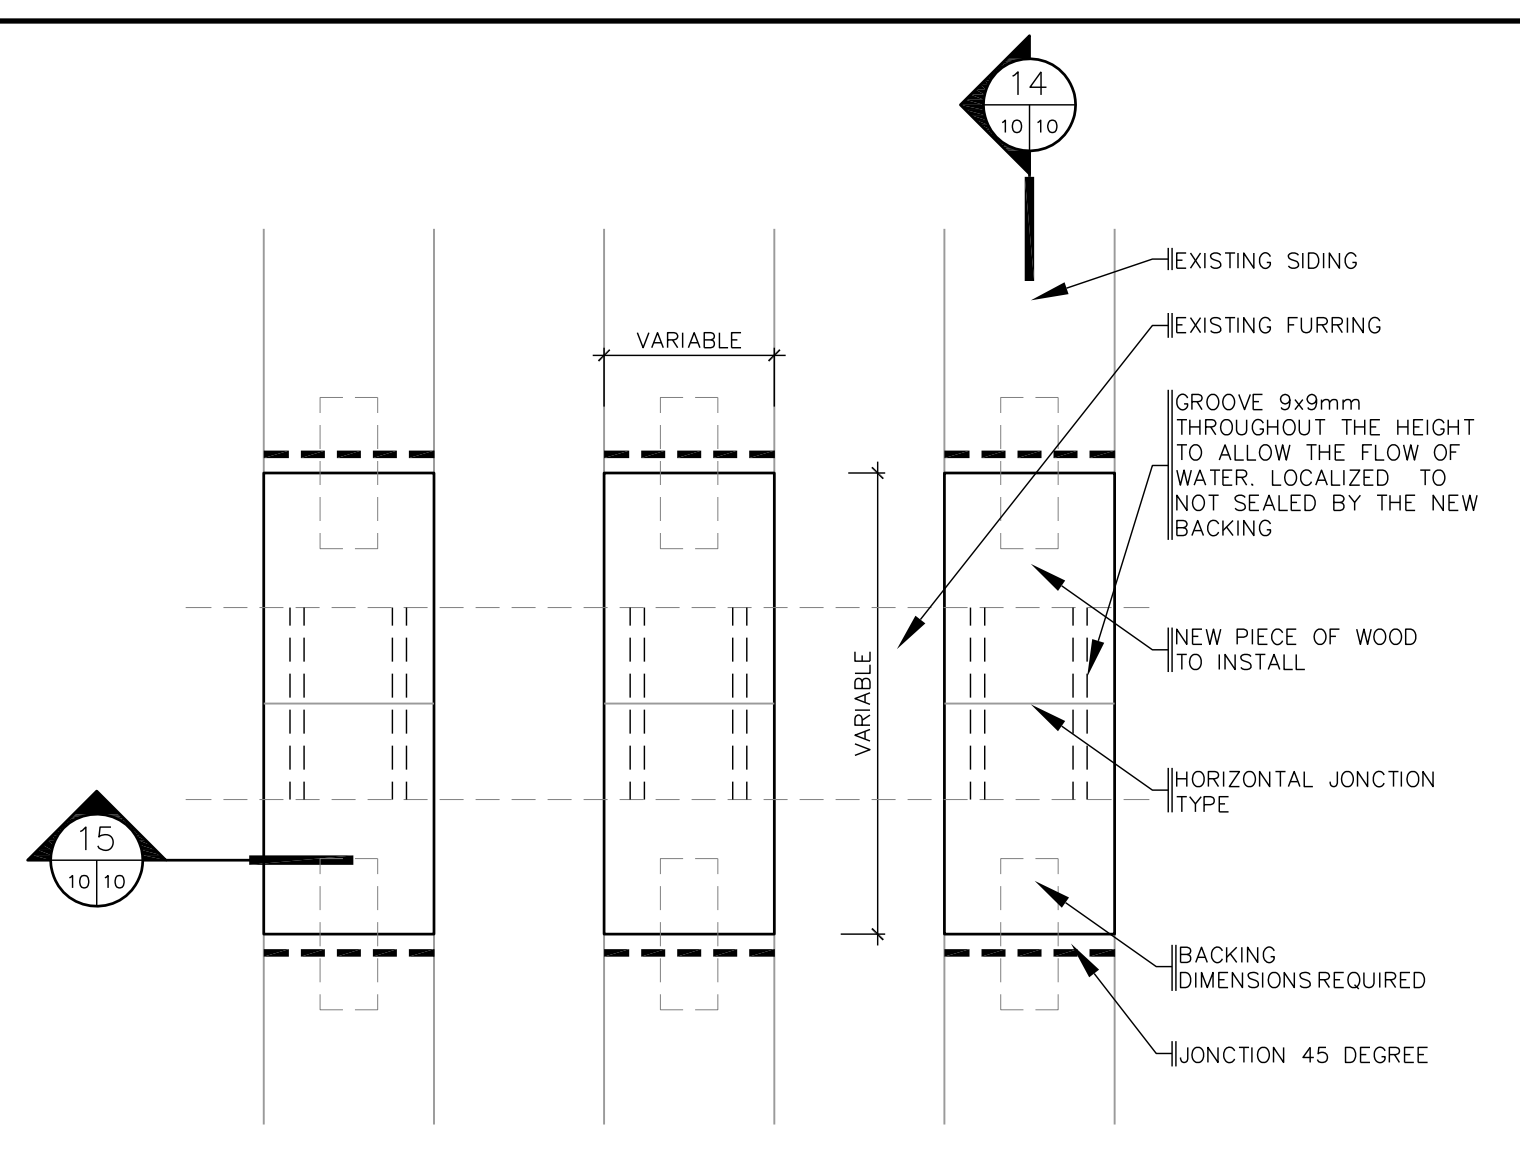 14
10 10
EXISTING SIDING
EXISTING FURRING
VARIABLE
GROOVE 9x9mm
THROUGHOUT THE HEIGHT
TO ALLOW THE FLOW OF
WATER. LOCALIZED TO
NOT SEALED BY THE NEW
BACKING
NEW PIECE OF WOOD
TO INSTALL
VARIABLE
HORIZONTAL JONCTION
TYPE
15
10 10
BACKING
DIMENSIONS REQUIRED
JONCTION 45 DEGREE